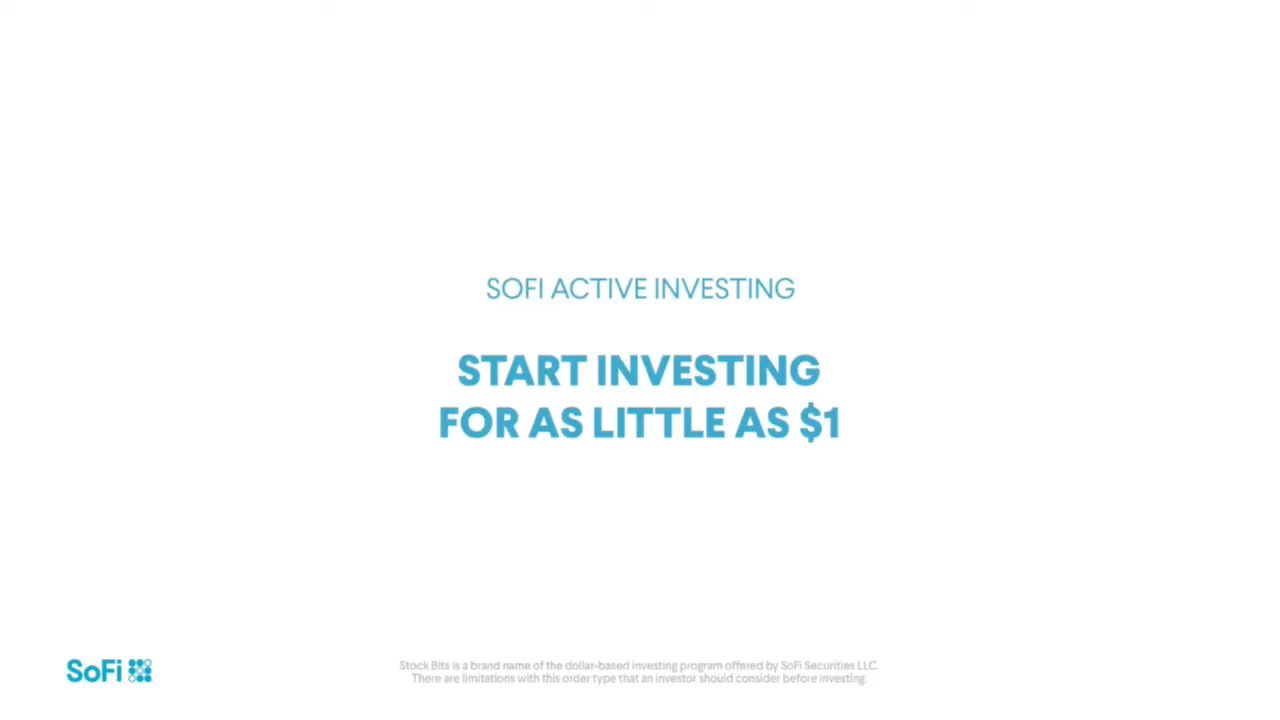 SOFI ACTIVE INVESTING
START INVESTING
FOR AS LITTLE AS $1
SoFi
Stock Bits is a brand name of the dollar-based investing program offered by SoFi Securities LLC.
There are limitations with this order type that an investor should consider before investing.